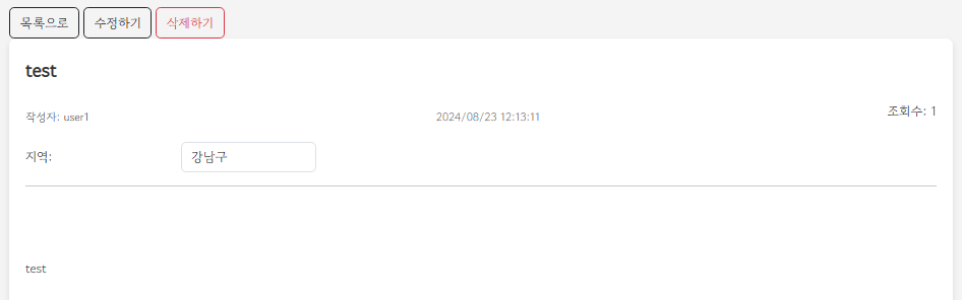 목록으로 수정하기 삭제하기
test
작성자: user1 2024/08/23 12:13:11 조회수: 1
지역: 강남구
test